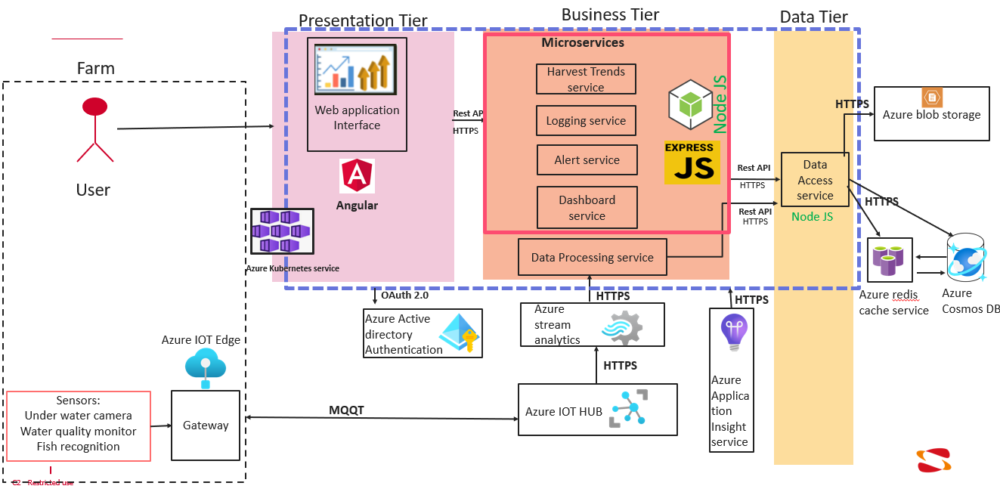 Presentation Tier
Business Tier
Data Tier
Farm
User
Web application
Interface
Angular
Azure Kubernetes service
Rest AP
HTTPS
Microservices
Harvest Trends
service
Logging service
Alert service
Dashboard
service
Node JS
EXPRESS
JS
Data Processing service
Rest API
HTTPS
Rest API
HTTPS
Data
Access
service
Node JS
HTTPS
Azure blob storage
HTTPS
Azure redis
cache service
Azure
Cosmos DB
OAuth 2.0
Azure Active
directory
Authentication
HTTPS
Azure
stream
analytics
HTTPS
HTTPS
Azure
Applica
tion
Insight
service
Azure IOT HUB
MQQT
Azure IOT Edge
Gateway
Sensors:
Under water camera
Water quality monitor
Fish recognition
C2 - Restricted use